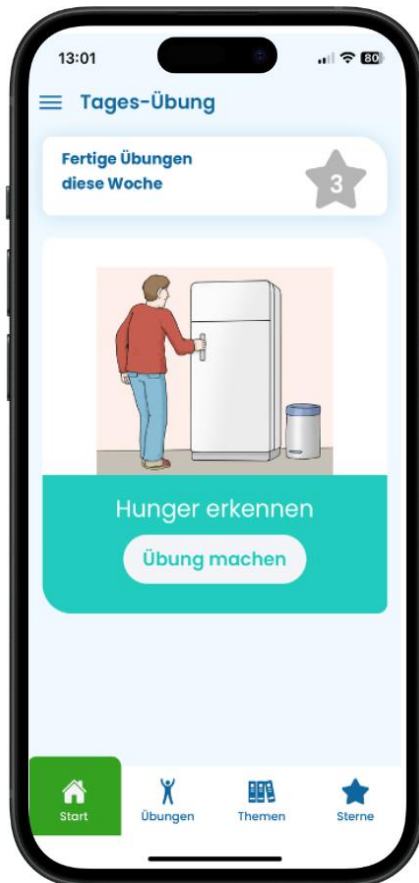 13:01
80
Tages-Übung
Fertige Übungen
diese Woche
3
Hunger erkennen
Übung machen
Start
Übungen
Themen
Sterne